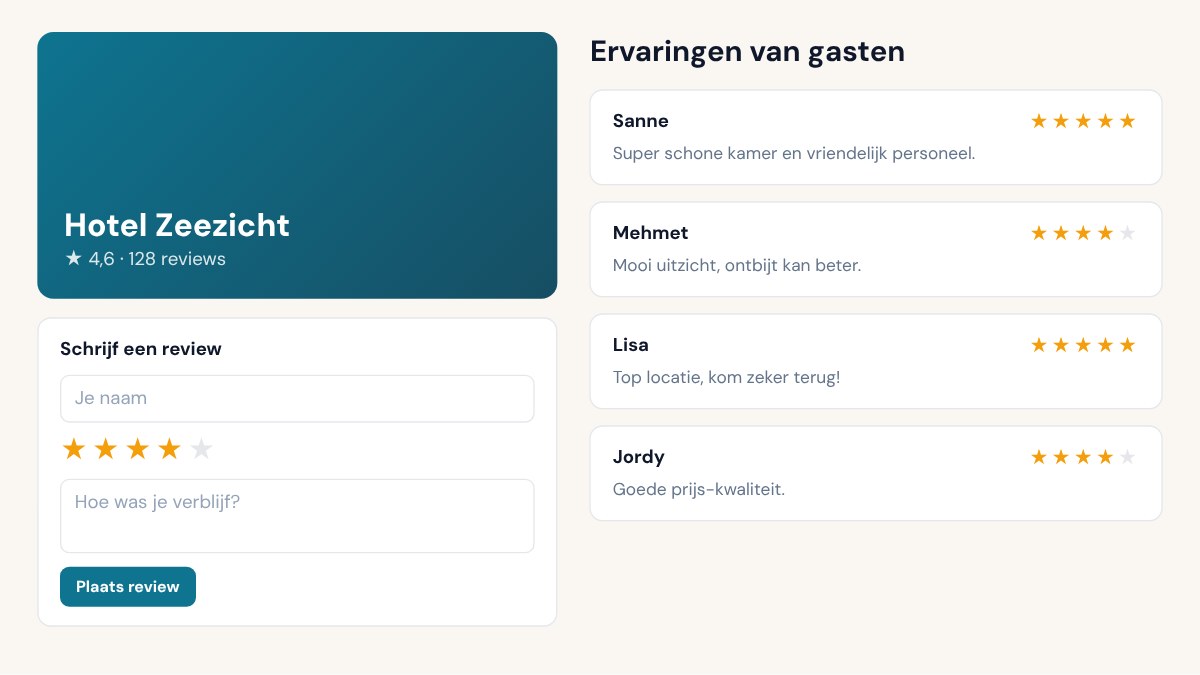 Hotel Zeezicht
★ 4,6 · 128 reviews
Schrijf een review
Je naam
★ ★ ★ ★ ★
Hoe was je verblijf?
Plaats review
Ervaringen van gasten
Sanne ★ ★ ★ ★ ★
Super schone kamer en vriendelijk personeel.
Mehmet ★ ★ ★ ★ ★
Mooi uitzicht, ontbijt kan beter.
Lisa ★ ★ ★ ★ ★
Top locatie, kom zeker terug!
Jordy ★ ★ ★ ★ ★
Goede prijs-kwaliteit.